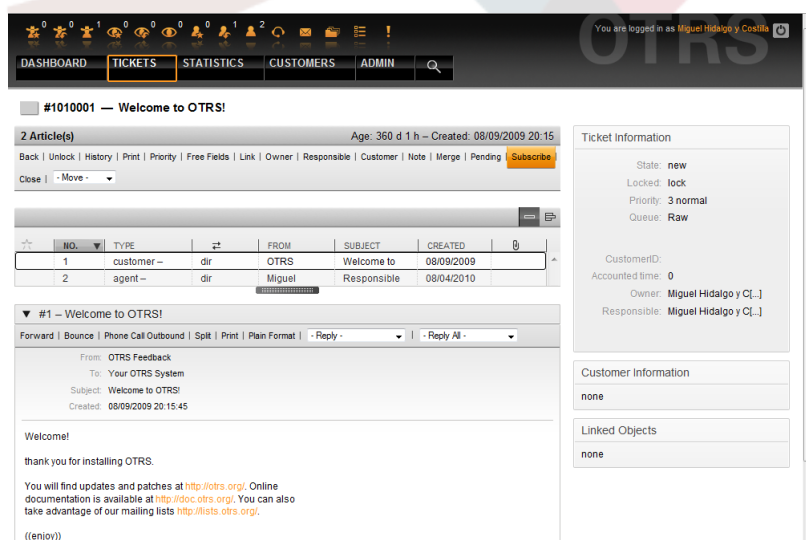 0 0 1 0 0 0 0 1 2
You are logged in as Miguel Hidalgo y Costilla
OTRS
DASHBOARD TICKETS STATISTICS CUSTOMERS ADMIN
#1010001 — Welcome to OTRS!
2 Article(s) Age: 360 d 1 h – Created: 08/09/2009 20:15
Back | Unlock | History | Print | Priority | Free Fields | Link | Owner | Responsible | Customer | Note | Merge | Pending | Subscribe |
Close | - Move -
NO. TYPE FROM SUBJECT CREATED
1 customer – dir OTRS Welcome to 08/09/2009
2 agent – dir Miguel Responsible 08/04/2010
#1 – Welcome to OTRS!
Forward | Bounce | Phone Call Outbound | Split | Print | Plain Format | - Reply - | - Reply All -
From: OTRS Feedback
To: Your OTRS System
Subject: Welcome to OTRS!
Created: 08/09/2009 20:15:45
Welcome!
thank you for installing OTRS.
You will find updates and patches at http://otrs.org/. Online
documentation is available at http://doc.otrs.org/. You can also
take advantage of our mailing lists http://lists.otrs.org/.
((enjoy))
Ticket Information
State: new
Locked: lock
Priority: 3 normal
Queue: Raw
CustomerID:
Accounted time: 0
Owner: Miguel Hidalgo y C[...]
Responsible: Miguel Hidalgo y C[...]
Customer Information
none
Linked Objects
none